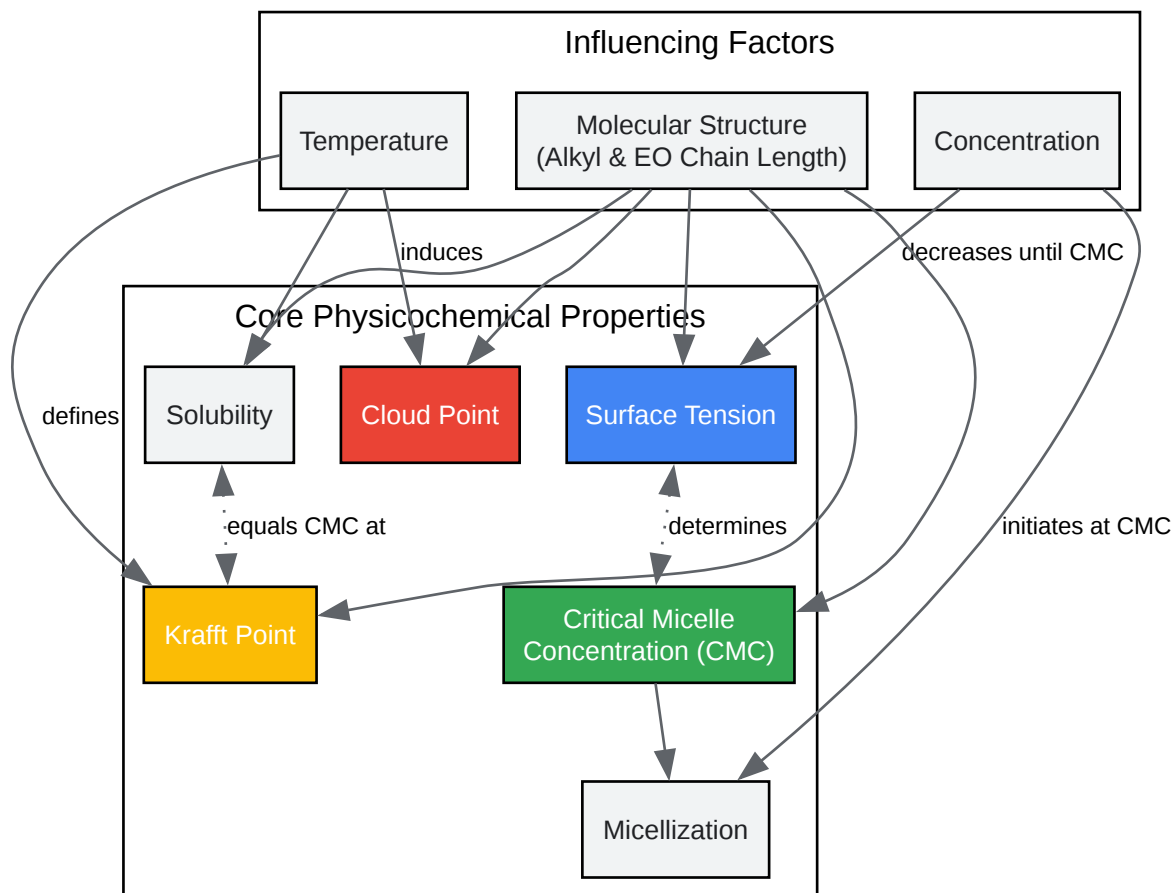 Influencing Factors
Temperature
Molecular Structure
(Alkyl & EO Chain Length)
Concentration
induces
decreases until CMC
Core Physicochemical Properties
Solubility
Cloud Point
Surface Tension
defines
equals CMC at
determines
initiates at CMC
Krafft Point
Critical Micelle
Concentration (CMC)
Micellization